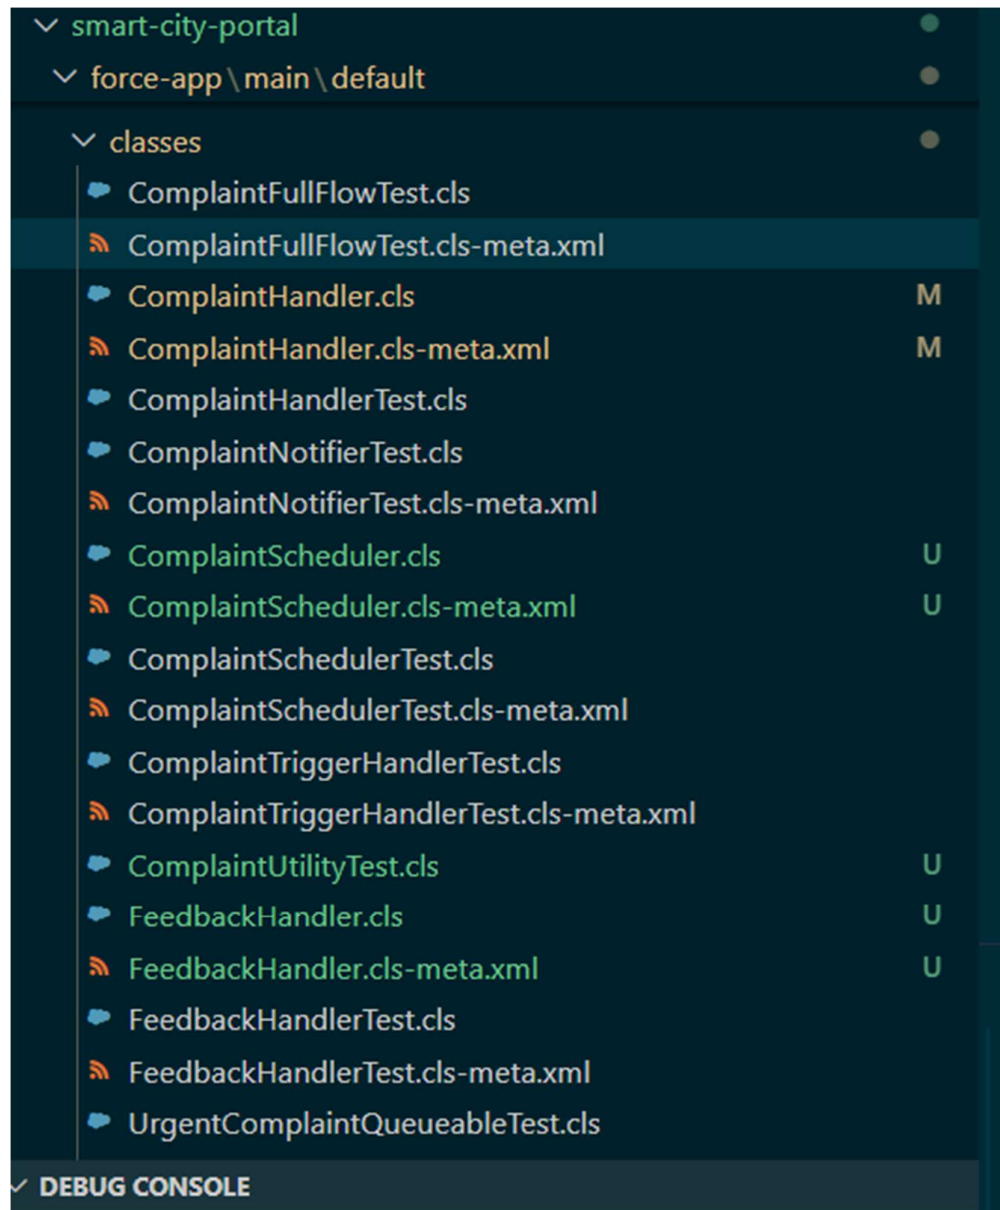 smart-city-portal
force-app\main\default
classes
ComplaintFullFlowTest.cls
ComplaintFullFlowTest.cls-meta.xml
ComplaintHandler.cls M
ComplaintHandler.cls-meta.xml M
ComplaintHandlerTest.cls
ComplaintNotifierTest.cls
ComplaintNotifierTest.cls-meta.xml
ComplaintScheduler.cls U
ComplaintScheduler.cls-meta.xml U
ComplaintSchedulerTest.cls
ComplaintSchedulerTest.cls-meta.xml
ComplaintTriggerHandlerTest.cls
ComplaintTriggerHandlerTest.cls-meta.xml
ComplaintUtilityTest.cls U
FeedbackHandler.cls U
FeedbackHandler.cls-meta.xml U
FeedbackHandlerTest.cls
FeedbackHandlerTest.cls-meta.xml
UrgentComplaintQueueableTest.cls
DEBUG CONSOLE